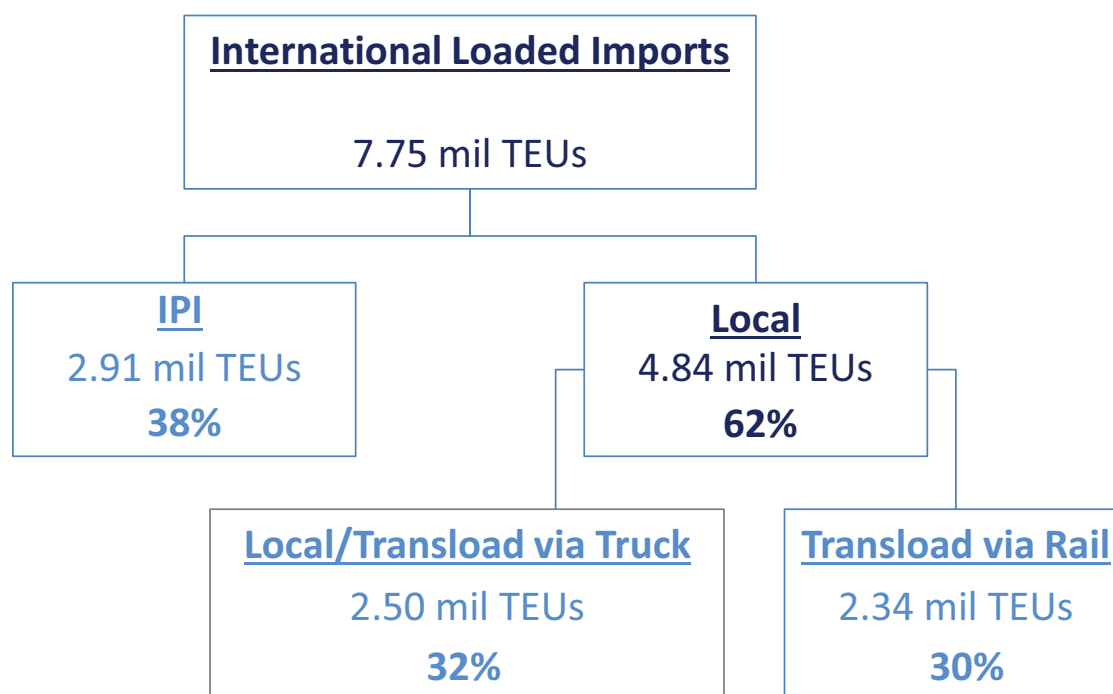 International Loaded Imports
7.75 mil TEUs
IPI
2.91 mil TEUs
38%
Local
4.84 mil TEUs
62%
Local/Transload via Truck
2.50 mil TEUs
32%
Transload via Rail
2.34 mil TEUs
30%